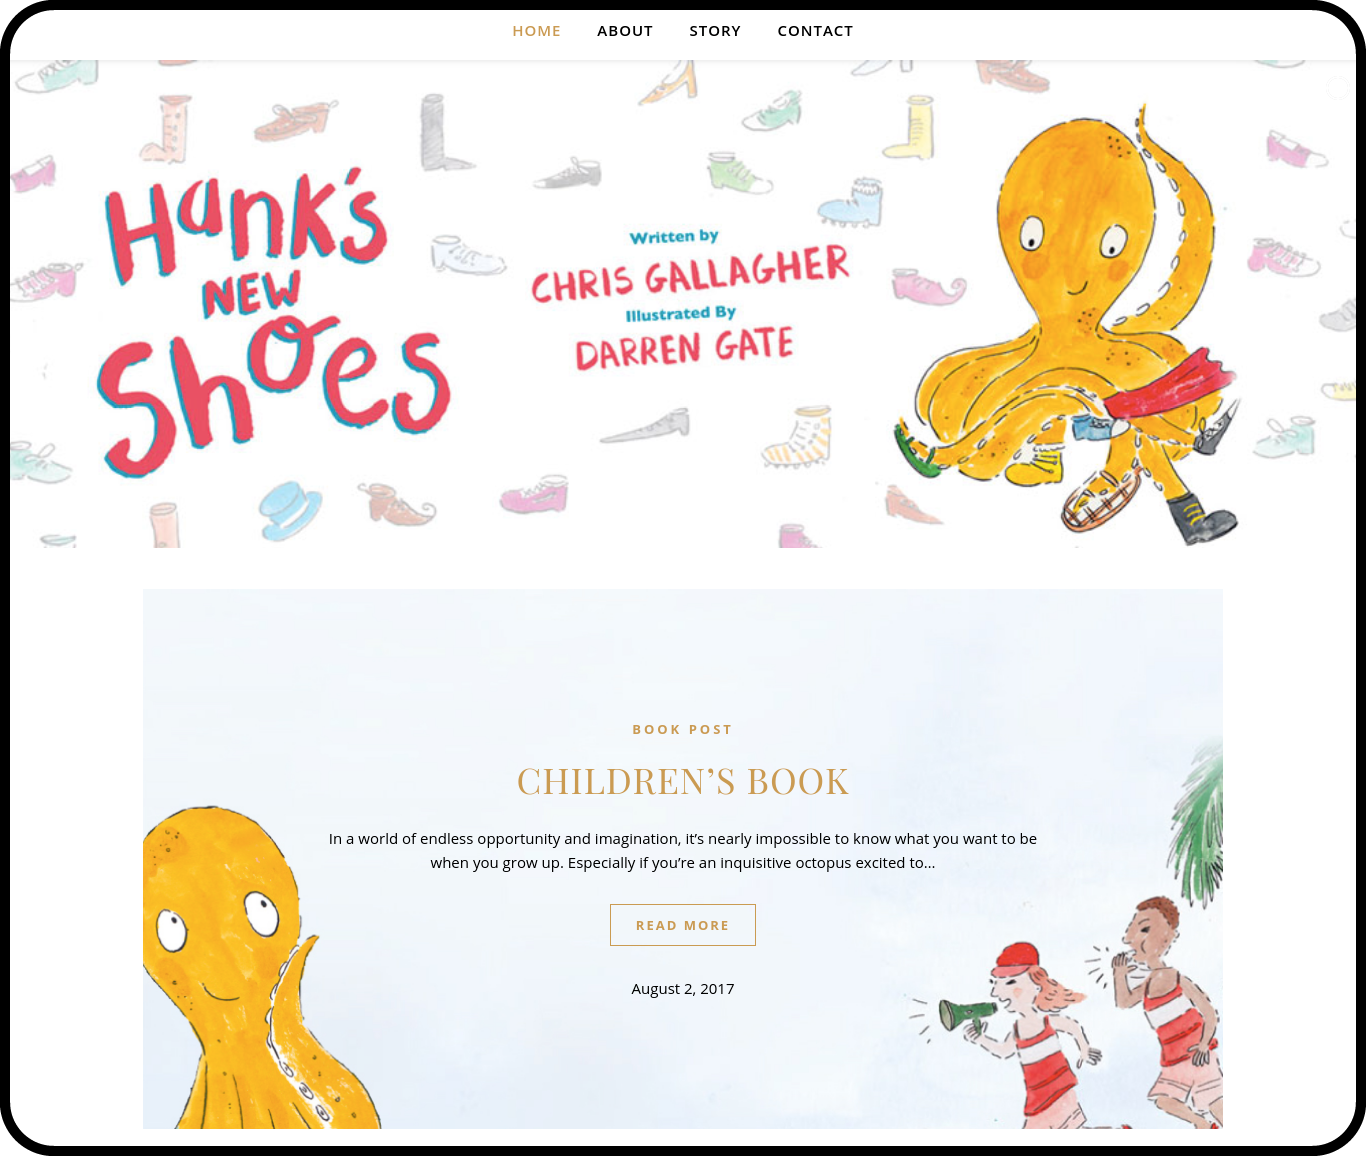 HOME ABOUT STORY CONTACT
Hank's
NEW
Shoes
Written by
CHRIS GALLAGHER
Illustrated By
DARREN GATE
BOOK POST
CHILDREN’S BOOK
In a world of endless opportunity and imagination, it’s nearly impossible to know what you want to be
when you grow up. Especially if you’re an inquisitive octopus excited to...
READ MORE
August 2, 2017